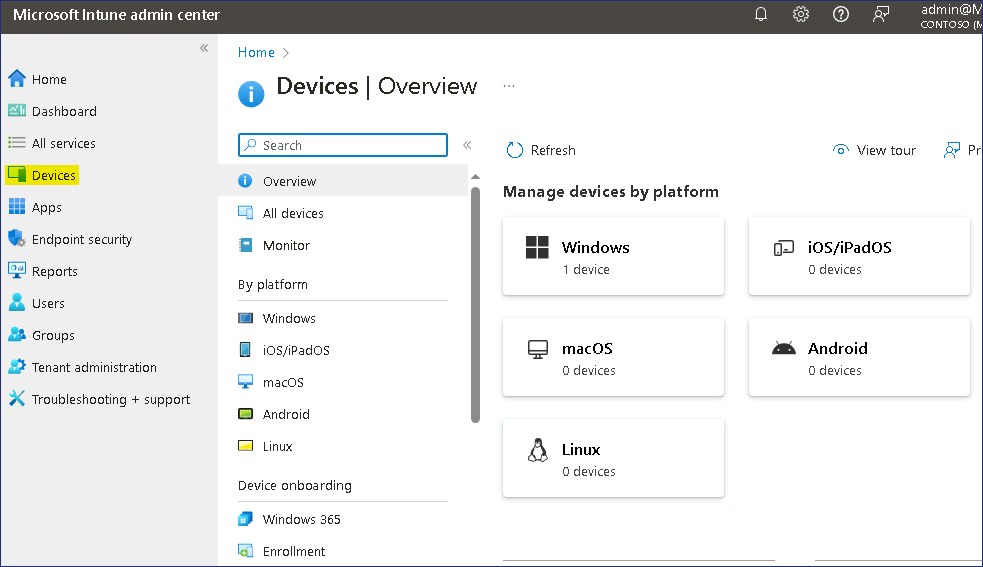 Microsoft Intune admin center
admin@M
CONTOSO (M
«
Home
Dashboard
All services
Devices
Apps
Endpoint security
Reports
Users
Groups
Tenant administration
Troubleshooting + support
Home >
Devices | Overview ...
Search
«
Overview
All devices
Monitor
By platform
Windows
iOS/iPadOS
macOS
Android
Linux
Device onboarding
Windows 365
Enrollment
Refresh
View tour
Pr
Manage devices by platform
Windows
1 device
iOS/iPadOS
0 devices
macOS
0 devices
Android
0 devices
Linux
0 devices